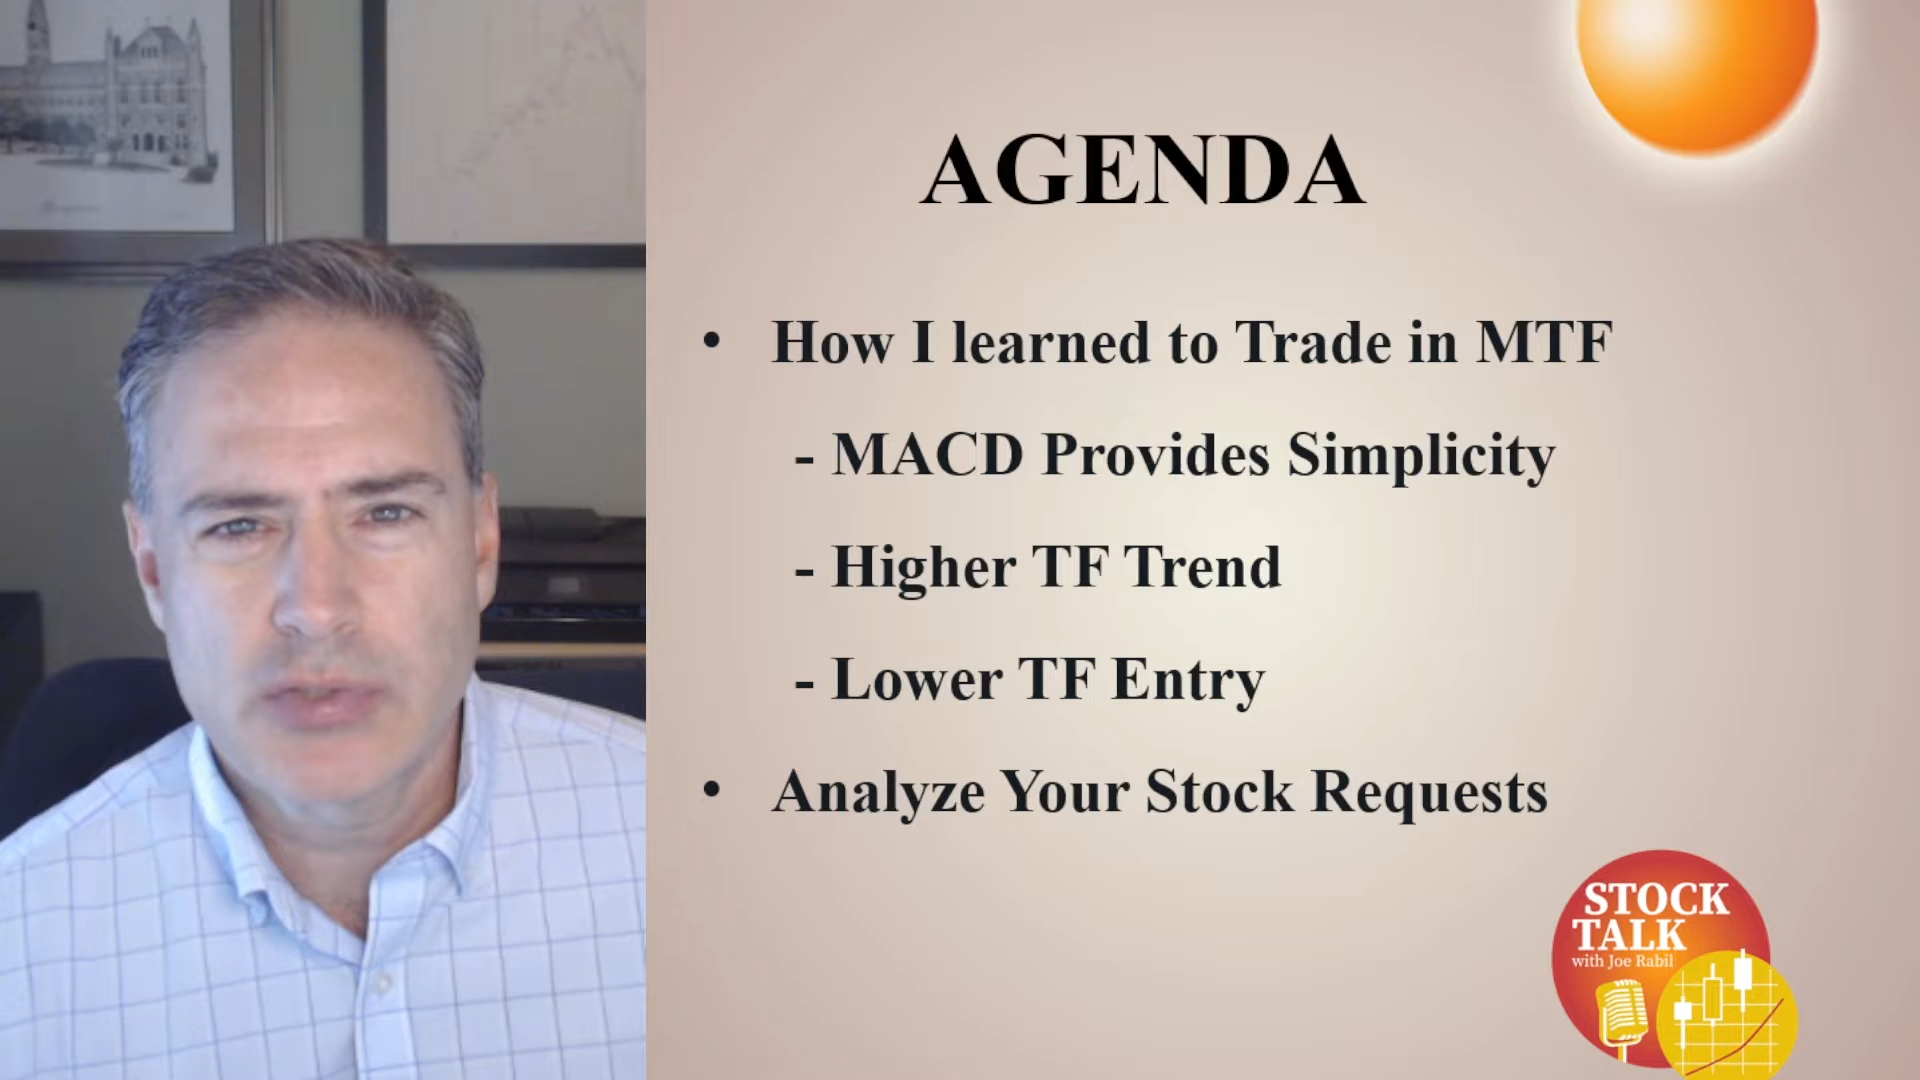 AGENDA
• How I learned to Trade in MTF
- MACD Provides Simplicity
- Higher TF Trend
- Lower TF Entry
• Analyze Your Stock Requests
STOCK
TALK
with Joe Rabil